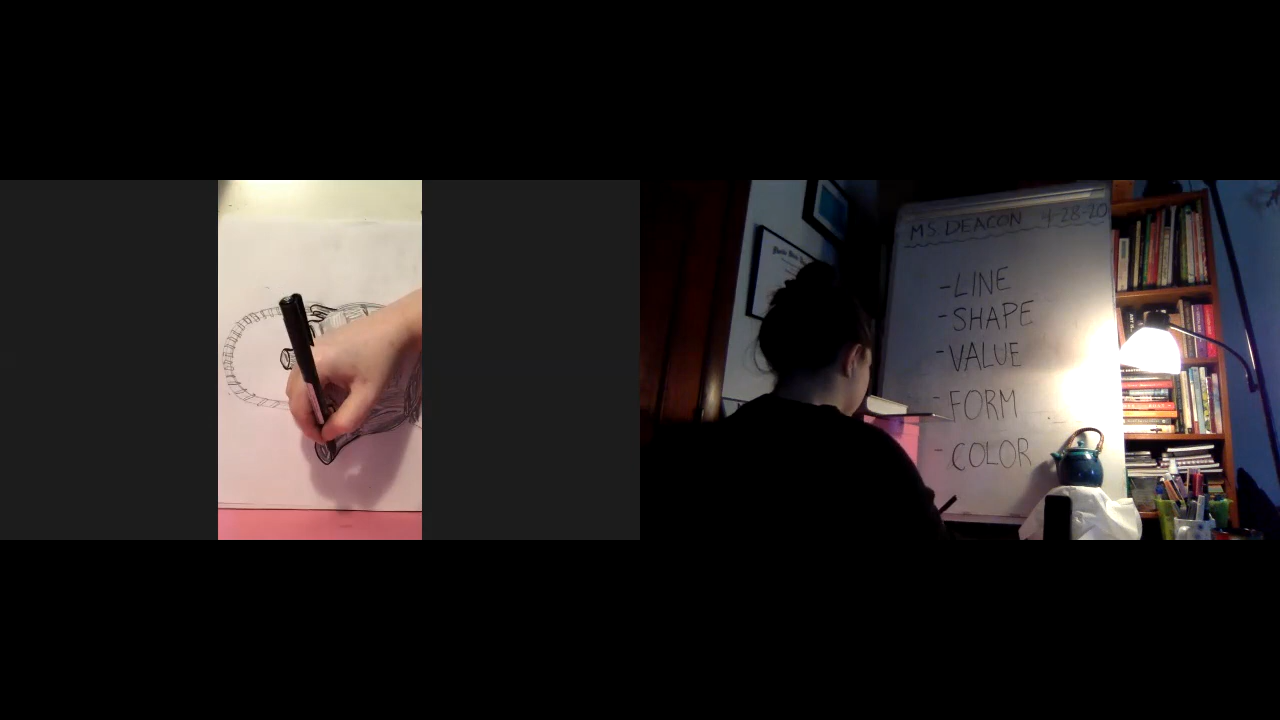 MS. DEACON 4-28-20
-LINE
-SHAPE
-VALUE
-FORM
-COLOR